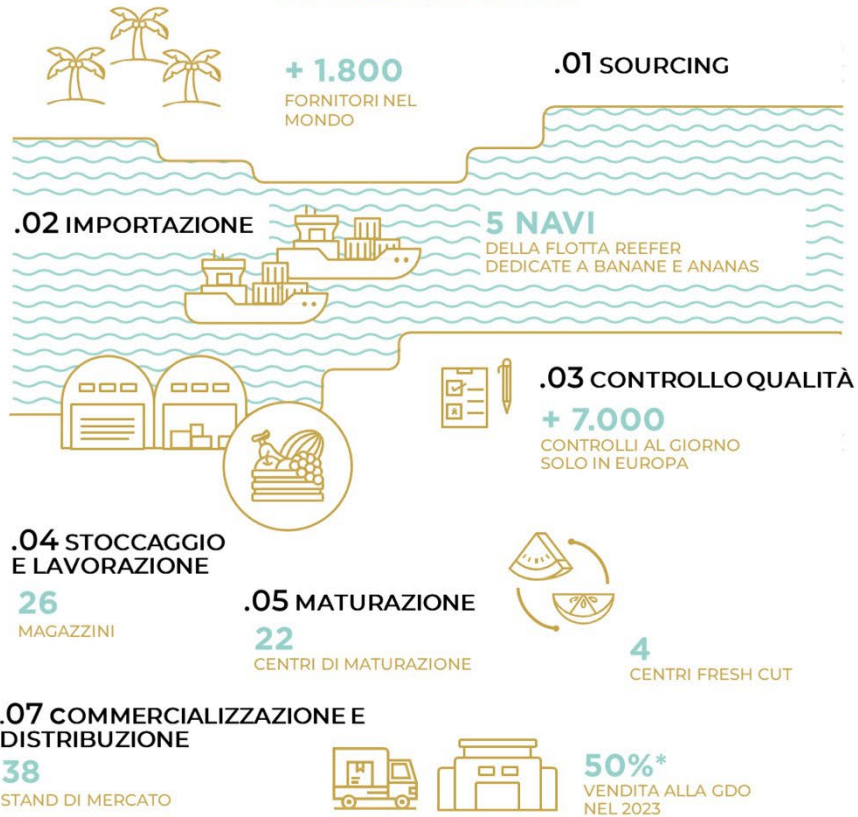 + 1.800
FORNITORI NEL
MONDO
.01 SOURCING
.02 IMPORTAZIONE
5 NAVI
DELLA FLOTTA REEFER
DEDICATE A BANANE E ANANAS
.03 CONTROLLO QUALITÀ
+ 7.000
CONTROLLI AL GIORNO
SOLO IN EUROPA
.04 STOCCAGGIO
E LAVORAZIONE
26
MAGAZZINI
.05 MATURAZIONE
22
CENTRI DI MATURAZIONE
4
CENTRI FRESH CUT
.07 COMMERCIALIZZAZIONE E
DISTRIBUZIONE
38
STAND DI MERCATO
50%*
VENDITA ALLA GDO
NEL 2023